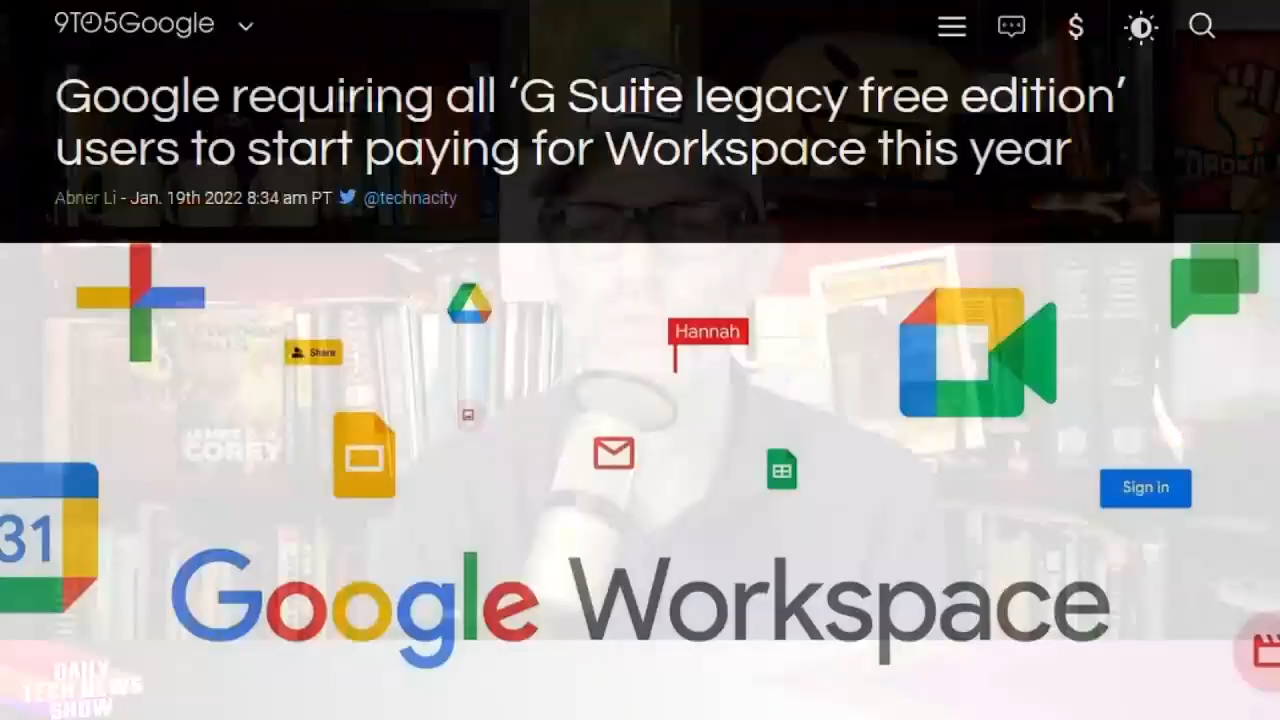 9TO5Google
Google requiring all ‘G Suite legacy free edition’
users to start paying for Workspace this year
Abner Li - Jan. 19th 2022 8:34 am PT @technacity
Hannah
Share
COREY
31
Sign in
Google Workspace
DAILY
TECH NEWS
SHOW